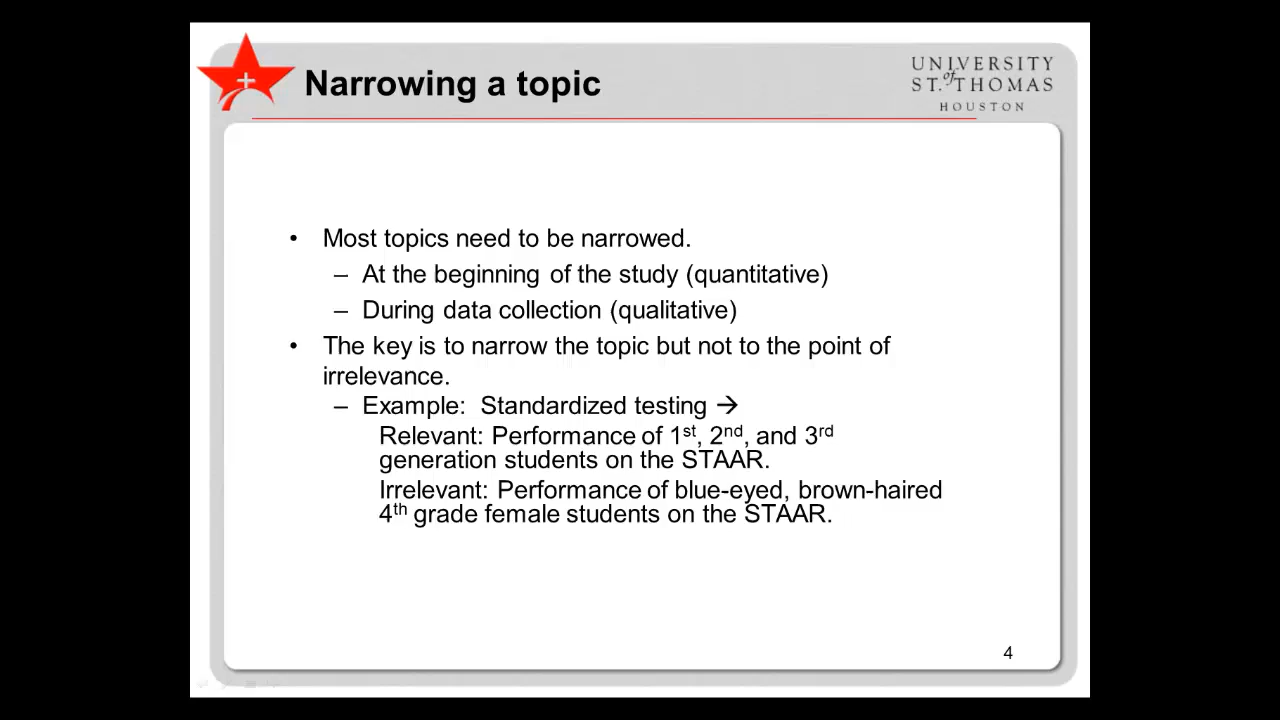 Narrowing a topic
UNIVERSITY
of
ST. THOMAS
HOUSTON
• Most topics need to be narrowed.
– At the beginning of the study (quantitative)
– During data collection (qualitative)
• The key is to narrow the topic but not to the point of
irrelevance.
– Example: Standardized testing →
Relevant: Performance of 1st, 2nd, and 3rd
generation students on the STAAR.
Irrelevant: Performance of blue-eyed, brown-haired
4th grade female students on the STAAR.
4